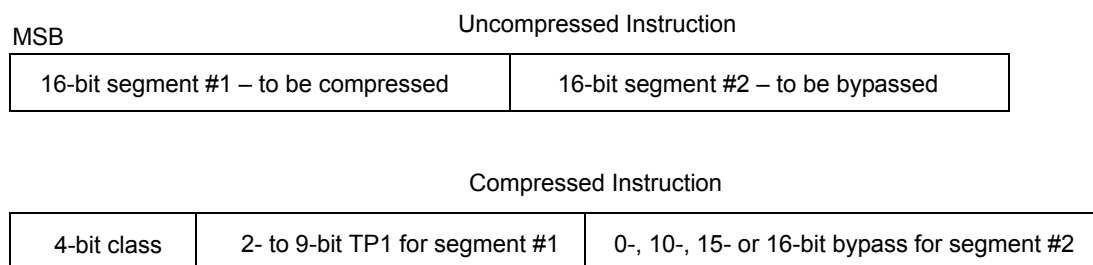 Uncompressed Instruction
MSB
16-bit segment #1 – to be compressed
16-bit segment #2 – to be bypassed
Compressed Instruction
4-bit class
2- to 9-bit TP1 for segment #1
0-, 10-, 15- or 16-bit bypass for segment #2